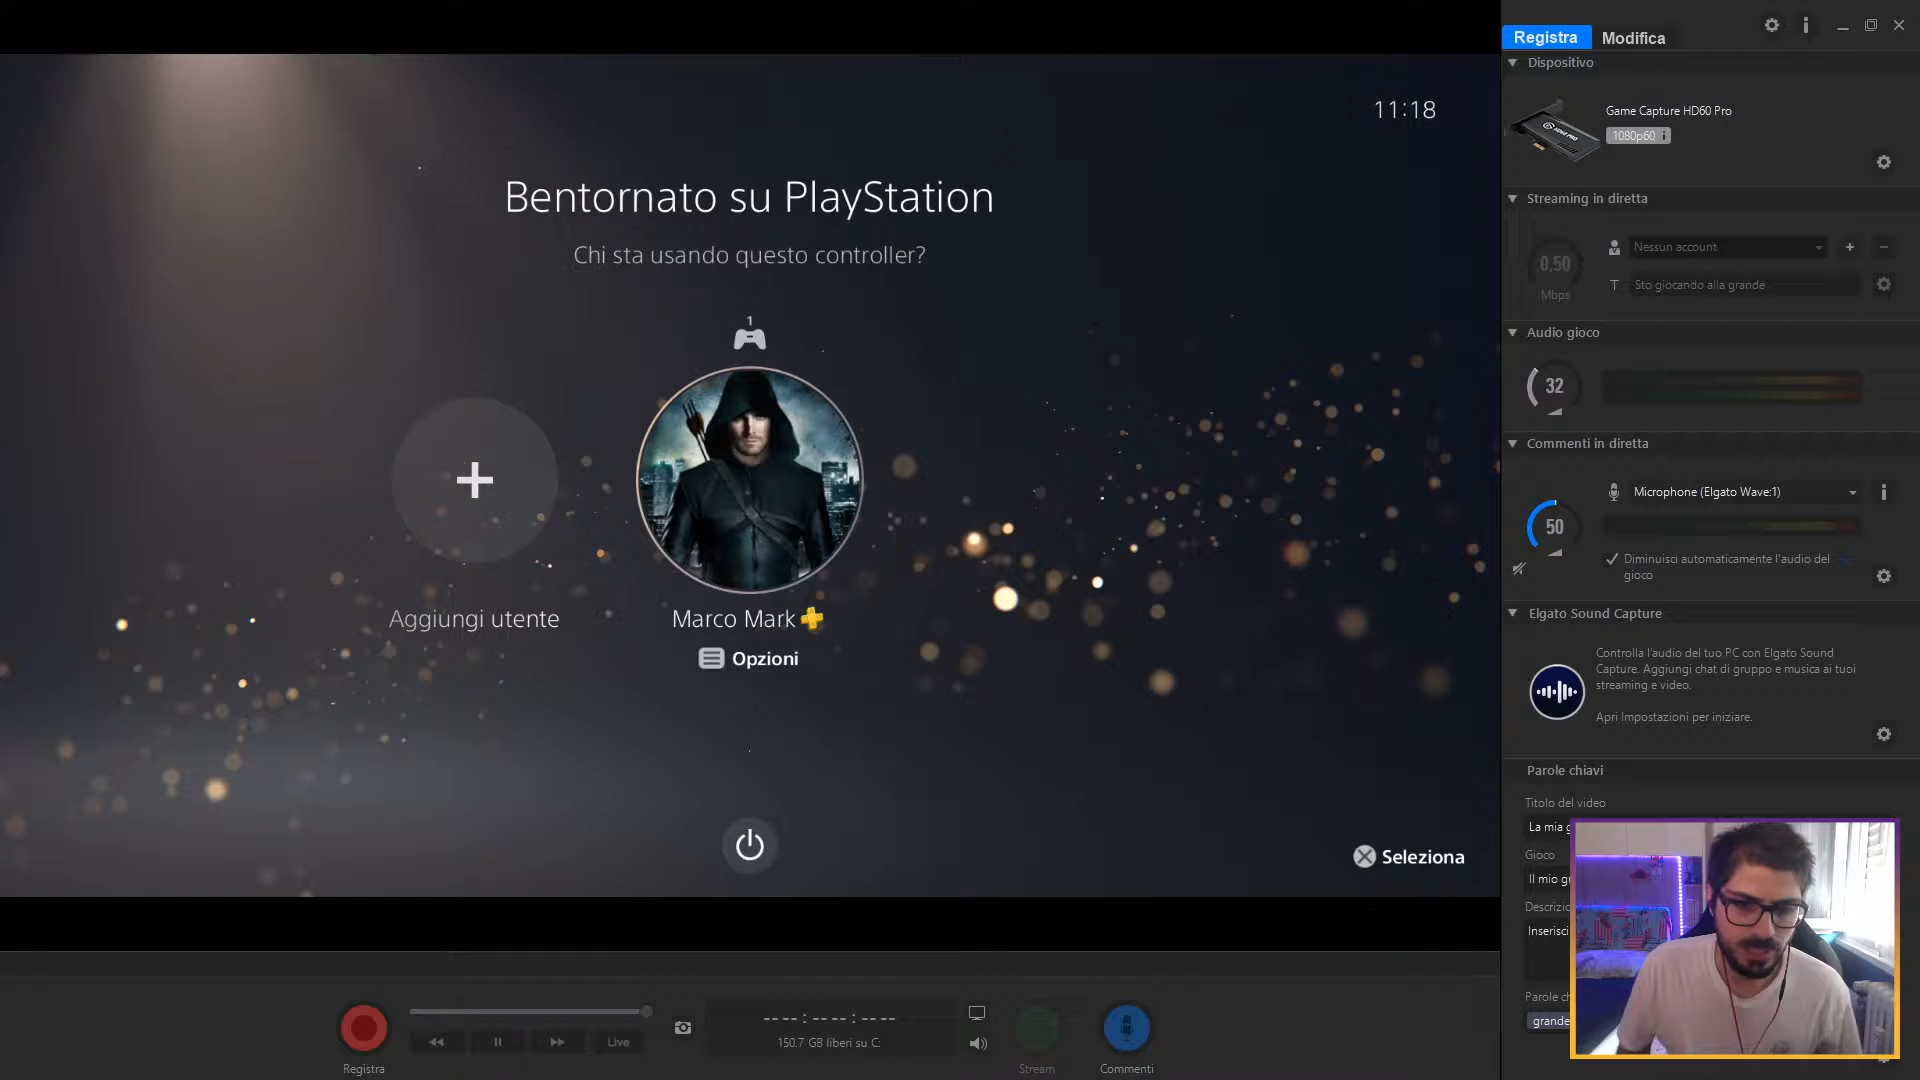 Registra
Modifica
Dispositivo
Game Capture HD60 Pro
1080p60
Streaming in diretta
Nessun account
0,50
Mbps
T
Sto giocando alla grande
Audio gioco
32
Commenti in diretta
Microphone (Elgato Wave:1)
50
Diminuisci automaticamente l'audio del
gioco
Elgato Sound Capture
Controlla l'audio del tuo PC con Elgato Sound
Capture. Aggiungi chat di gruppo e musica ai tuoi
streaming e video.
Apri Impostazioni per iniziare.
Parole chiavi
Titolo del video
La mia
Gioco
Il mio
Inserisci
Parole
grande
11:18
Bentornato su PlayStation
Chi sta usando questo controller?
1
Aggiungi utente
Marco Mark
Opzioni
Seleziona
Live
-- -- : -- -- : -- --
150.7 GB liberi su C:
Registra
Stream
Commenti